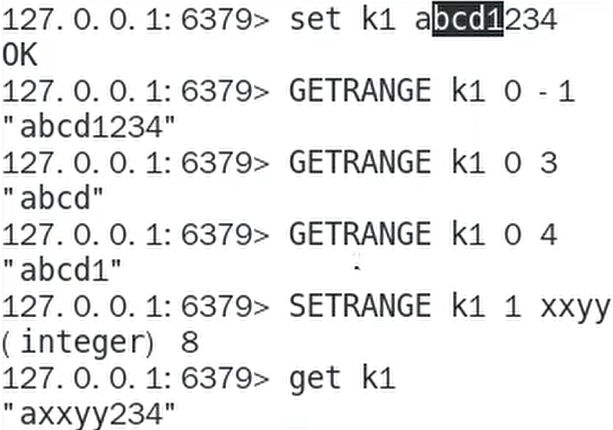 127.0.0.1:6379> set k1 abcd1234
OK
127.0.0.1:6379> GETRANGE k1 0 -1
"abcd1234"
127.0.0.1:6379> GETRANGE k1 0 3
"abcd"
127.0.0.1:6379> GETRANGE k1 0 4
"abcd1"
127.0.0.1:6379> SETRANGE k1 1 xxyy
(integer) 8
127.0.0.1:6379> get k1
"axxyy234"